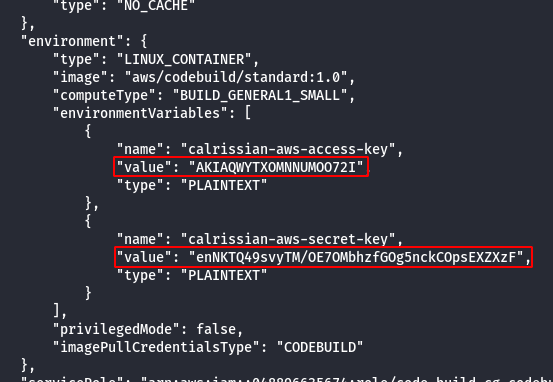 "type": "NO_CACHE"
},
"environment": {
"type": "LINUX_CONTAINER",
"image": "aws/codebuild/standard:1.0",
"computeType": "BUILD_GENERAL1_SMALL",
"environmentVariables": [
{
"name": "calrissian-aws-access-key",
"value": "AKIAQWYTXOMNNUMOO72I",
"type": "PLAINTEXT"
},
{
"name": "calrissian-aws-secret-key",
"value": "enNKTQ49svyTM/OE7OMbhzfGOg5nckCOpsEXZXzF",
"type": "PLAINTEXT"
}
],
"privilegedMode": false,
"imagePullCredentialsType": "CODEBUILD"
},